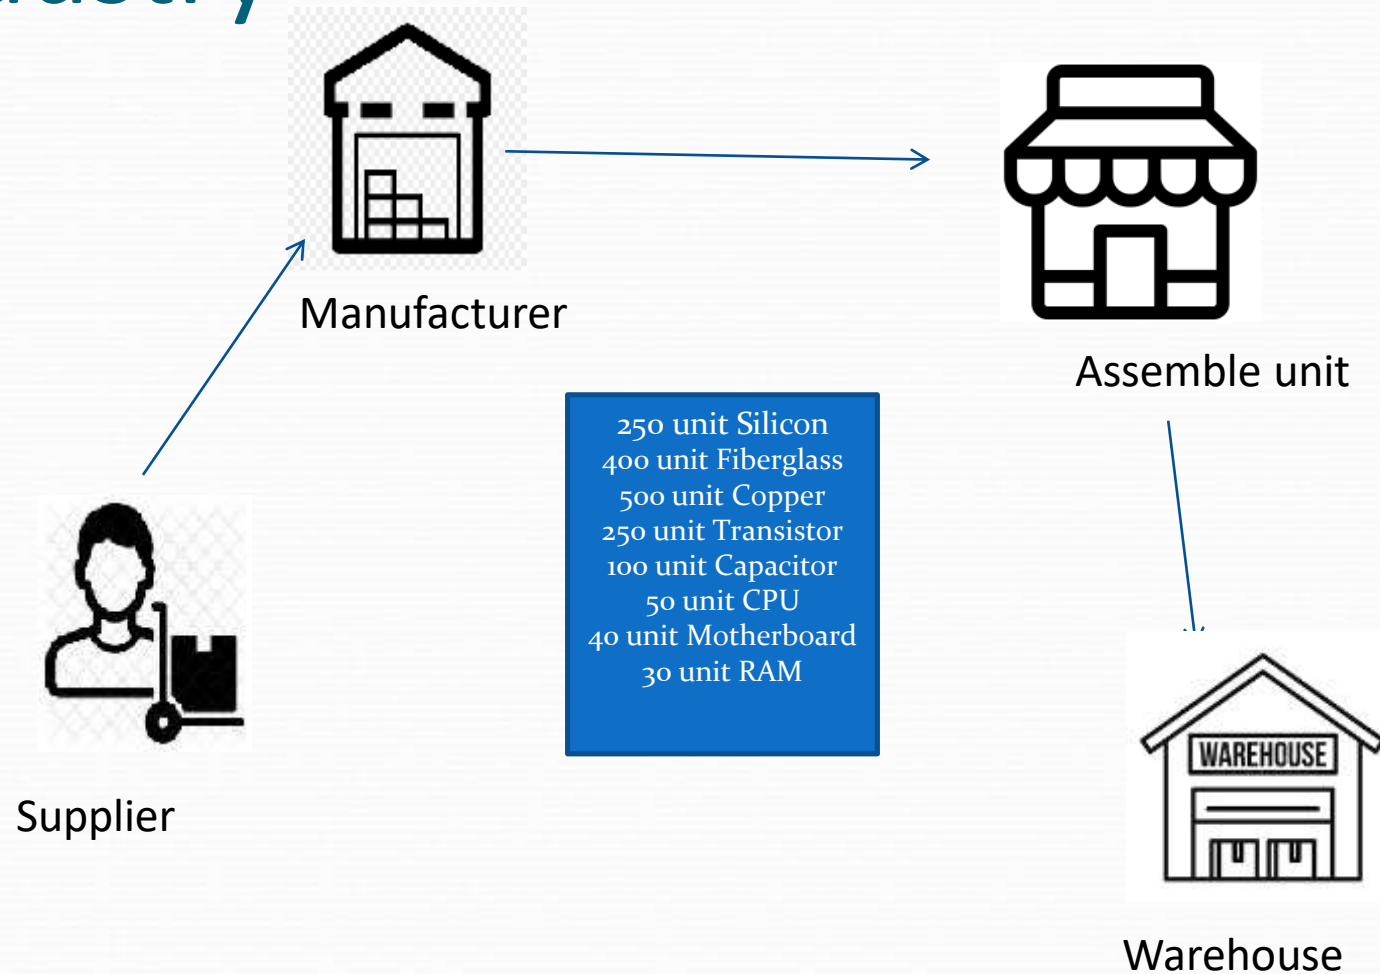 Manufacturer
Assemble unit
250 unit Silicon
400 unit Fiberglass
500 unit Copper
250 unit Transistor
100 unit Capacitor
50 unit CPU
40 unit Motherboard
30 unit RAM
WAREHOUSE
Supplier
Warehouse